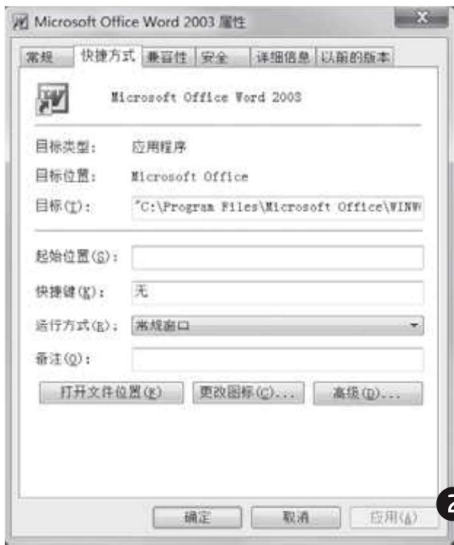 Microsoft Office Word 2003 属性
常规 快捷方式 兼容性 安全 详细信息 以前的版本
Microsoft Office Word 2003
目标类型: 应用程序
目标位置: Microsoft Office
目标(T): "C:\Program Files\Microsoft Office\WINW
起始位置(S):
快捷键(K): 无
运行方式(R): 常规窗口
备注(O):
打开文件位置(F) 更改图标(C)... 高级(D)...
确定 取消 应用(A)
2